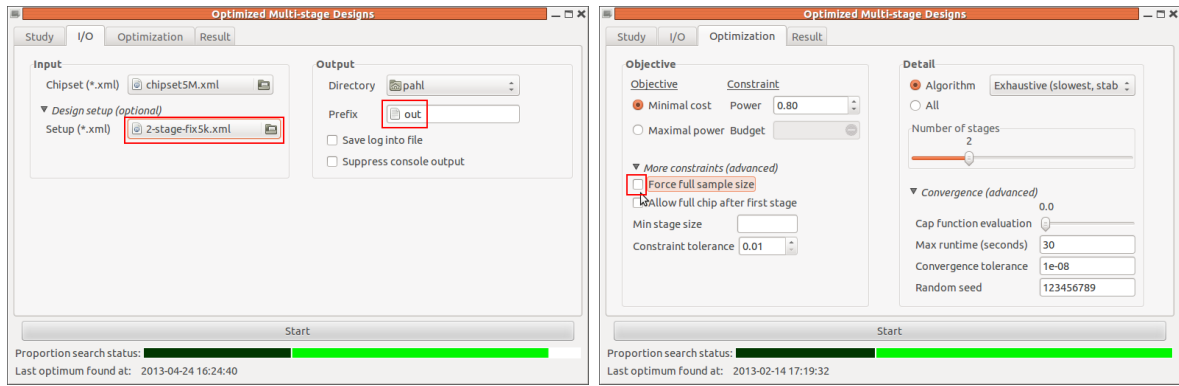 Optimized Multi-stage Designs
Study I/O Optimization Result
Input
Chipset (*.xml) chipset5M.xml
Design setup (optional)
Setup (*.xml) 2-stage-fix5k.xml
Output
Directory pahl
Prefix out
Save log into file
Suppress console output
Start
Proportion search status:
Last optimum found at: 2013-04-24 16:24:40
Optimized Multi-stage Designs
Study I/O Optimization Result
Objective
Objective Constraint
Minimal cost Power 0.80
Maximal power Budget
More constraints (advanced)
Force full sample size
Allow full chip after first stage
Min stage size
Constraint tolerance 0.01
Detail
Algorithm Exhaustive (slowest, stab
All
Number of stages
2
Convergence (advanced)
0.0
Cap function evaluation
Max runtime (seconds) 30
Convergence tolerance 1e-08
Random seed 123456789
Start
Proportion search status:
Last optimum found at: 2013-02-14 17:19:32